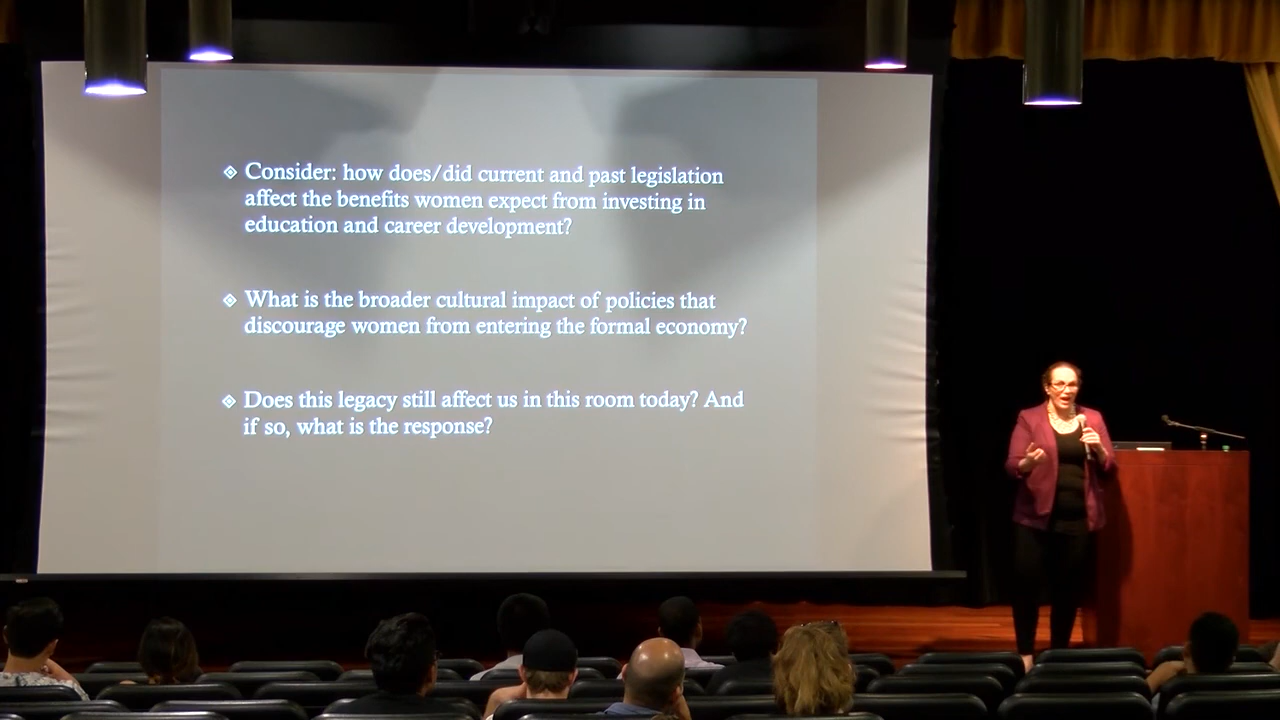 Consider: how does/did current and past legislation
affect the benefits women expect from investing in
education and career development?
What is the broader cultural impact of policies that
discourage women from entering the formal economy?
Does this legacy still affect us in this room today? And
if so, what is the response?